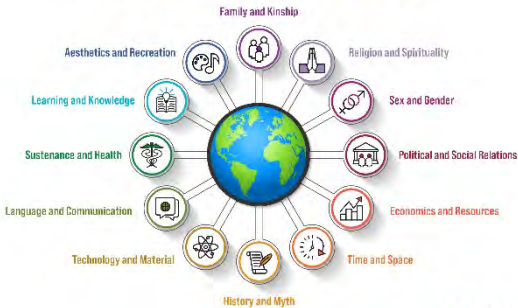 Family and Kinship
Aesthetics and Recreation
Religion and Spirituality
Learning and Knowledge
Sex and Gender
Sustenance and Health
Political and Social Relations
Language and Communication
Economics and Resources
Technology and Material
Time and Space
History and Myth